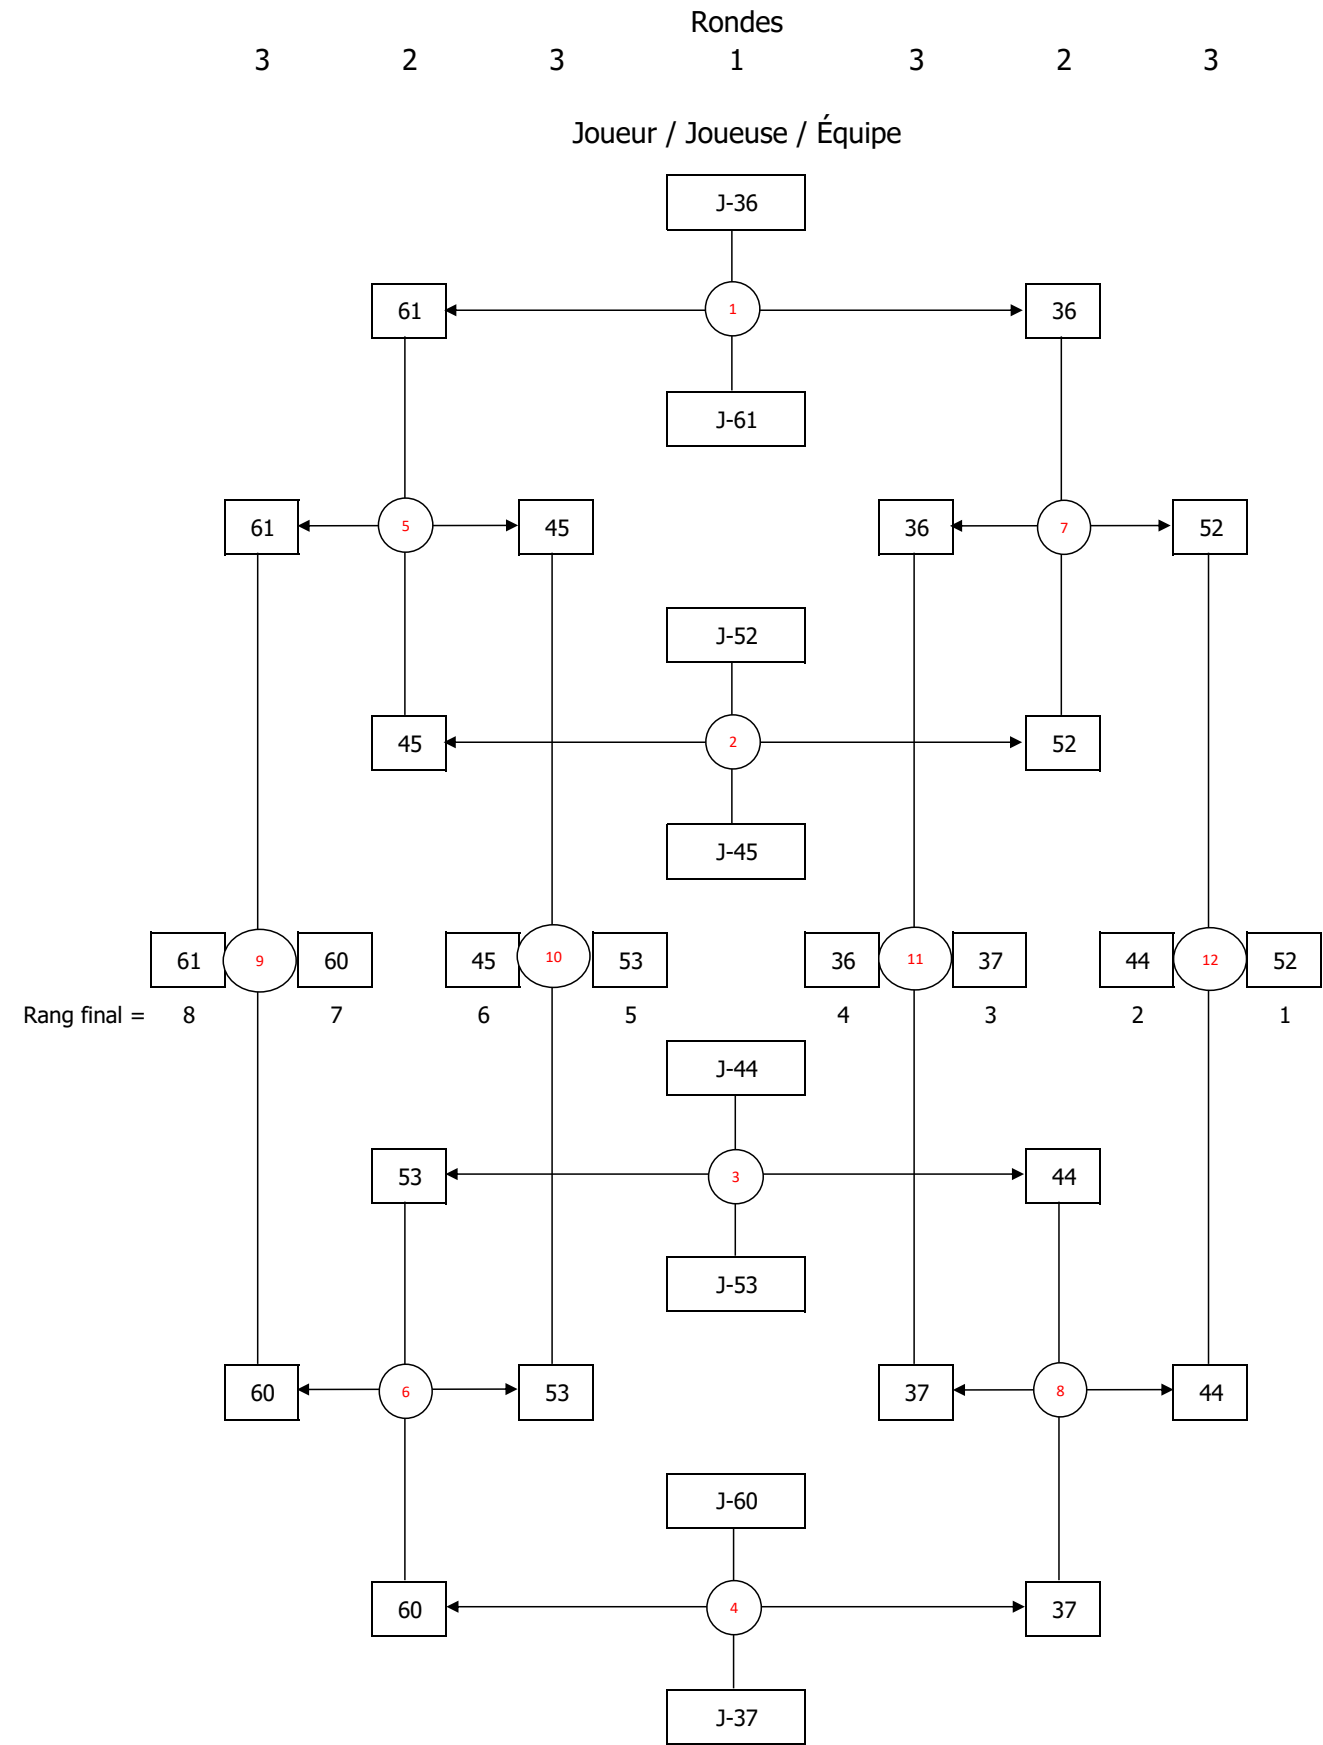 Rondes
3 2 3 1 3 2 3
Joueur / Joueuse / Équipe
J-36
61 1 36
J-61
61 5 45 36 7 52
J-52
45 2 52
J-45
61 9 60 45 10 53 36 11 37 44 12 52
Rang final = 8 7 6 5 4 3 2 1
J-44
53 3 44
J-53
60 6 53 37 8 44
J-60
60 4 37
J-37